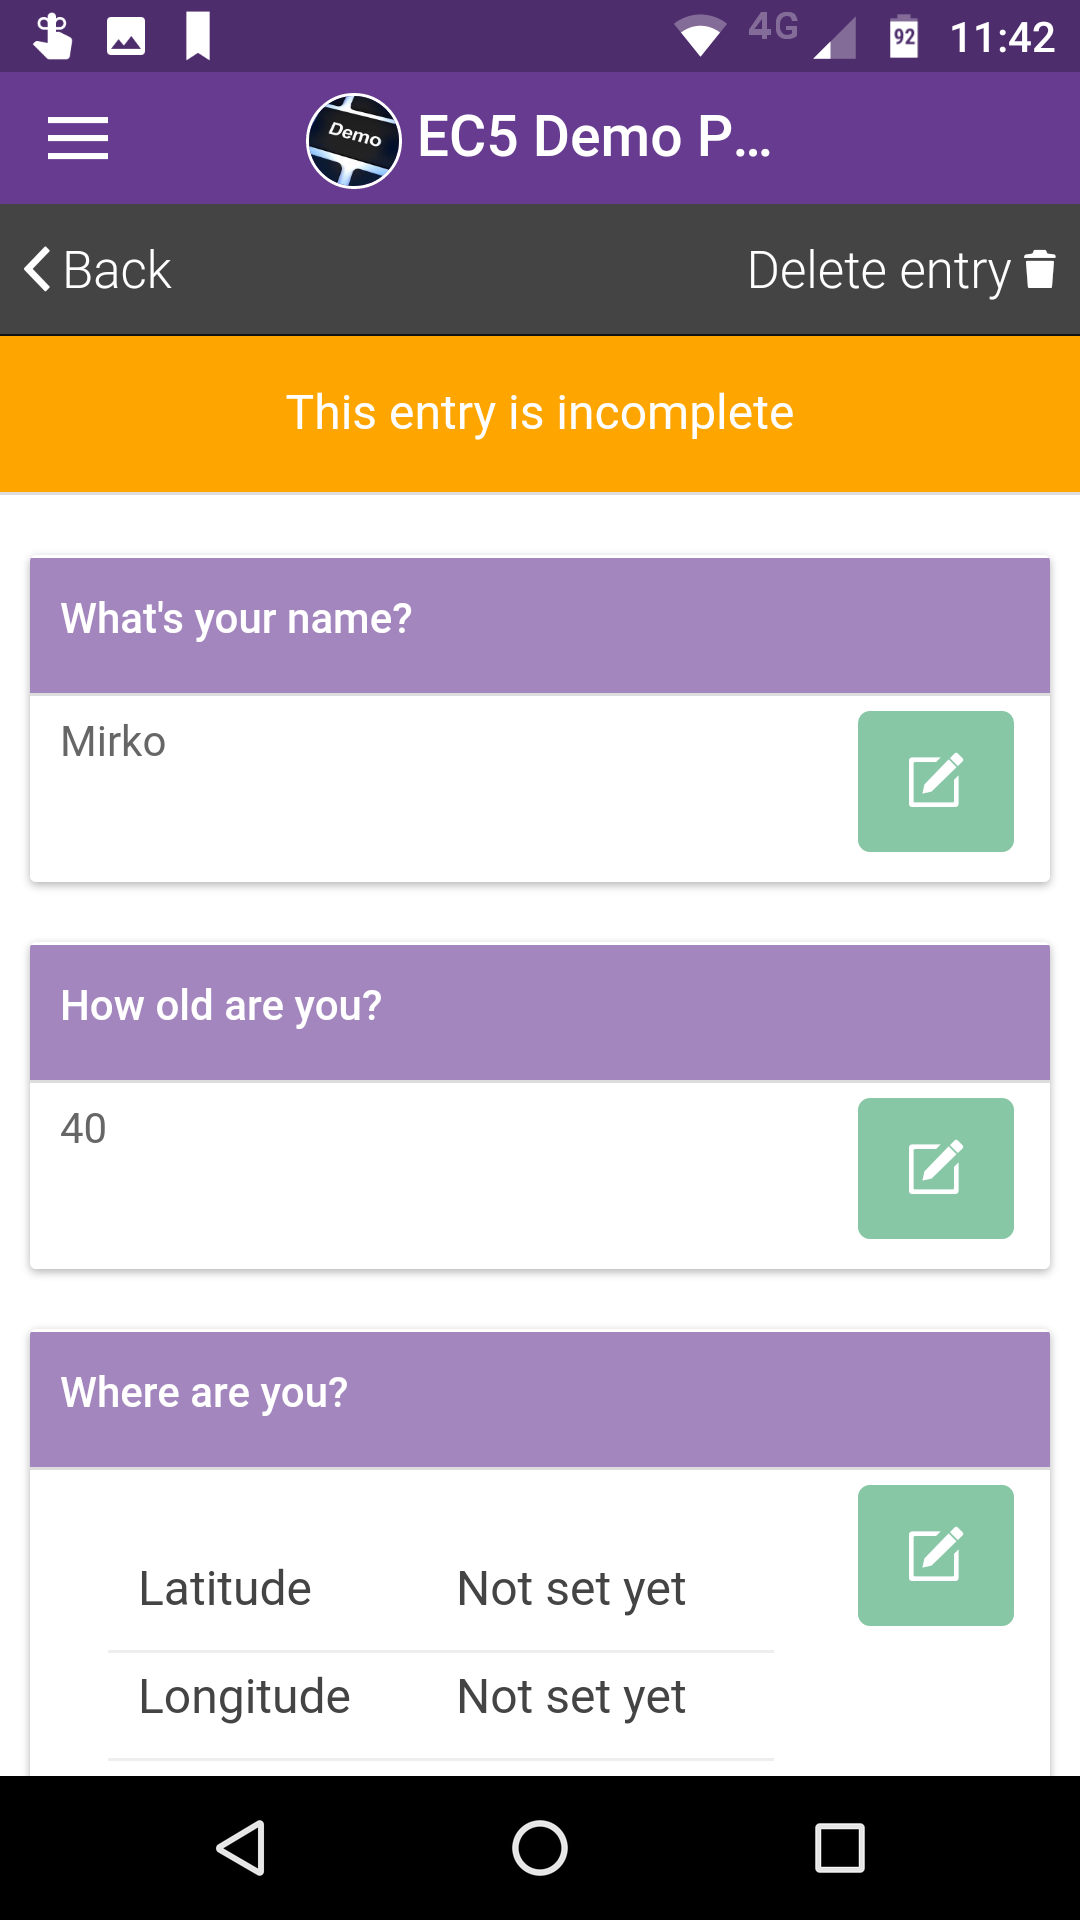 4G 92 11:42
Demo EC5 Demo P...
Back Delete entry
This entry is incomplete
What's your name?
Mirko
How old are you?
40
Where are you?
Latitude Not set yet
Longitude Not set yet